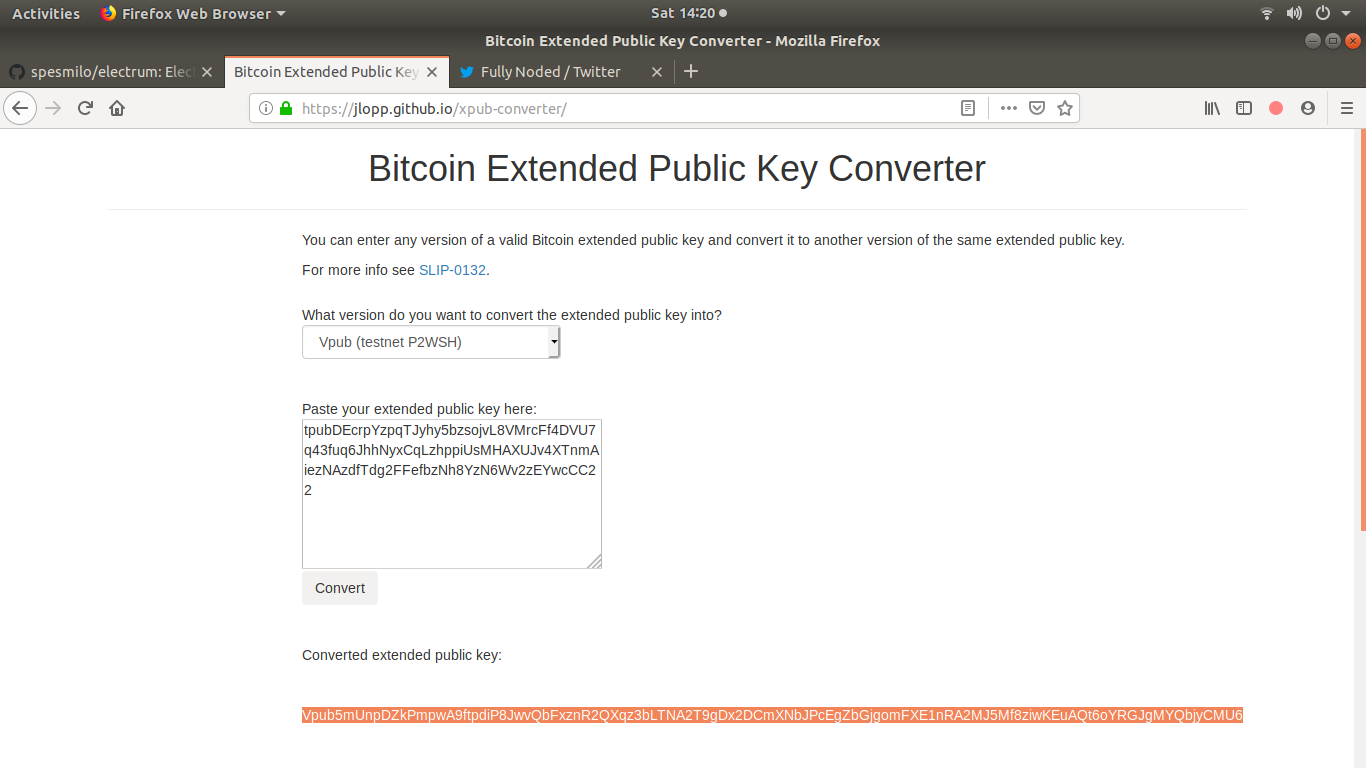 Activities Firefox Web Browser Sat 14:20
Bitcoin Extended Public Key Converter - Mozilla Firefox
spesmilo/electrum: Elec Bitcoin Extended Public Key Fully Noded / Twitter
https://jlopp.github.io/xpub-converter/
Bitcoin Extended Public Key Converter
You can enter any version of a valid Bitcoin extended public key and convert it to another version of the same extended public key.
For more info see SLIP-0132.
What version do you want to convert the extended public key into?
Vpub (testnet P2WSH)
Paste your extended public key here:
tpubDEcrpYzpqTJyhy5bzsojvL8VMrcFf4DVU7
q43fuq6JhhNyxCqLzhppiUsMHAXUJv4XTnmA
iezNAzdfTdg2FFefbzNh8YzN6Wv2zEYwcCC2
2
Convert
Converted extended public key:
Vpub5mUnpDZkPmpwA9ftpdiP8JwvQbFxznR2QXqz3bLTNA2T9gDx2DCmXNbJPcEgZbGjgomFXE1nRA2MJ5Mf8ziwKEuAQt6oYRGJgMYQbjyCMU6